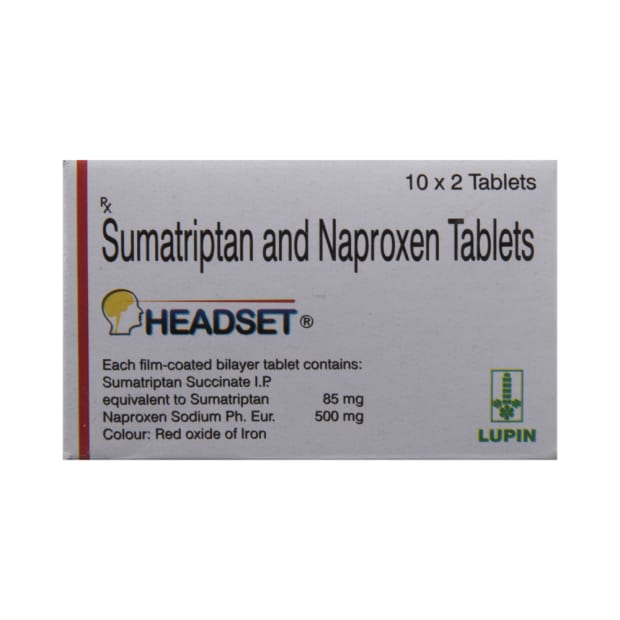 10 x 2 Tablets
Rx
Sumatriptan and Naproxen Tablets
HEADSET®
Each film-coated bilayer tablet contains:
Sumatriptan Succinate I.P.
equivalent to Sumatriptan 85 mg
Naproxen Sodium Ph. Eur. 500 mg
Colour: Red oxide of Iron
LUPIN